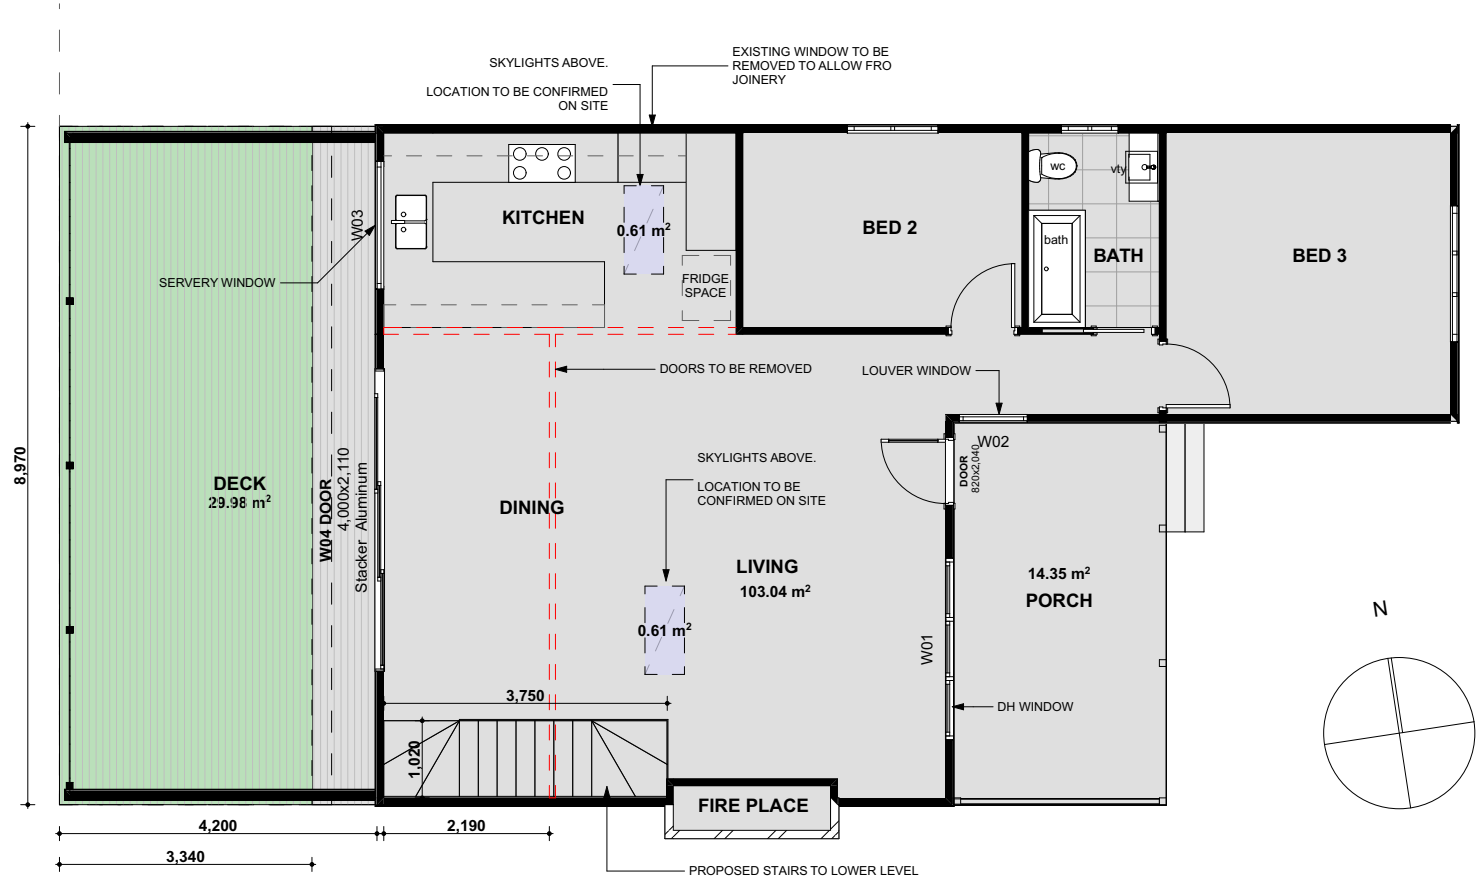 SKYLIGHTS ABOVE.
LOCATION TO BE CONFIRMED
ON SITE
EXISTING WINDOW TO BE
REMOVED TO ALLOW FRO
JOINERY
KITCHEN
0.61 m²
FRIDGE
SPACE
W03
SERVERY WINDOW
BED 2
wc
vty
bath
BATH
BED 3
DOORS TO BE REMOVED
LOUVER WINDOW
W02
DOOR
820x2,040
8,970
DECK
29.98 m²
W04 DOOR
4,000x2,110
Stacker Aluminum
DINING
SKYLIGHTS ABOVE.
LOCATION TO BE
CONFIRMED ON SITE
LIVING
103.04 m²
0.61 m²
14.35 m²
PORCH
W01
DH WINDOW
N
3,750
1,020
FIRE PLACE
4,200
2,190
3,340
PROPOSED STAIRS TO LOWER LEVEL